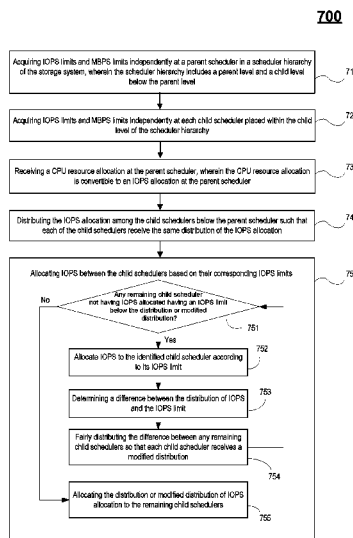 700
Acquiring IOPS limits and MBPS limits independently at a parent scheduler in a scheduler hierarchy
of the storage system, wherein the scheduler hierarchy includes a parent level and a child level
below the parent level
71
Acquiring IOPS limits and MBPS limits independently at each child scheduler placed within the child
level of the scheduler hierarchy
72
Receiving a CPU resource allocation at the parent scheduler, wherein the CPU resource allocation
is convertible to an IOPS allocation at the parent scheduler
73
Distributing the IOPS allocation among the child schedulers below the parent scheduler such that
each of the child schedulers receive the same distribution of the IOPS allocation
74
Allocating IOPS between the child schedulers based on their corresponding IOPS limits
75
No
Any remaining child scheduler
not having IOPS allocated having an IOPS limit
below the distribution or modified
distribution?
751
Yes
Allocate IOPS to the identified child scheduler according
to its IOPS limit
752
Determining a difference between the distribution of IOPS
and the IOPS limit
753
Fairly distributing the difference between any remaining
child schedulers so that each child scheduler receives a
modified distribution
754
Allocating the distribution or modified distribution of IOPS
allocation to the remaining child schedulers
755